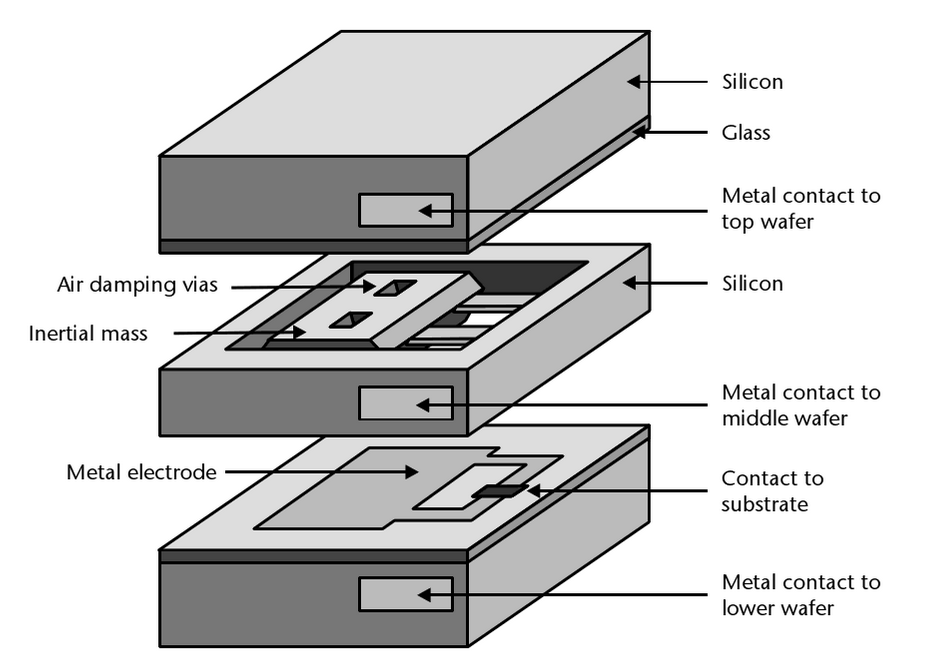 Silicon
Glass
Metal contact to
top wafer
Air damping vias
Silicon
Inertial mass
Metal contact to
middle wafer
Metal electrode
Contact to
substrate
Metal contact to
lower wafer